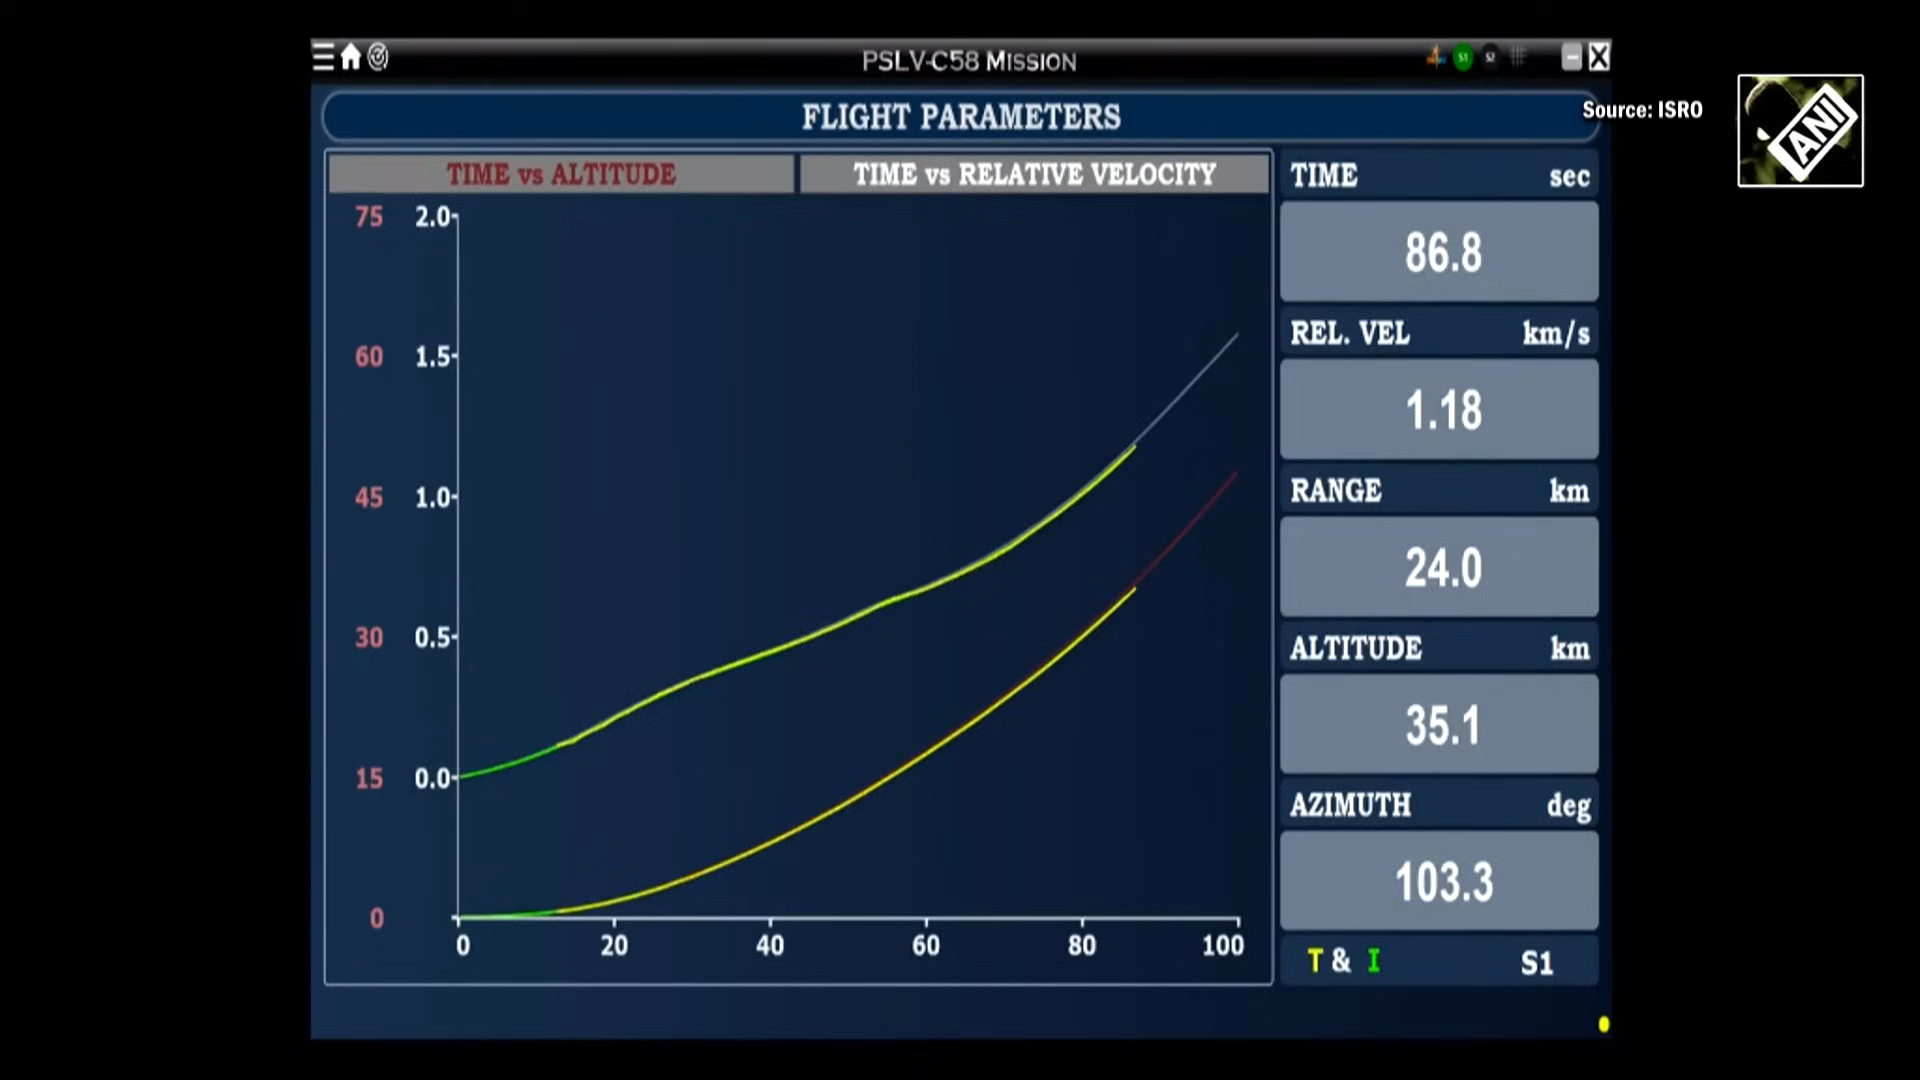 PSLV-C58 MISSION
S1
S2
FLIGHT PARAMETERS
Source: ISRO
ANI
TIME vs ALTITUDE
TIME vs RELATIVE VELOCITY
75 2.0
60 1.5
45 1.0
30 0.5
15 0.0
0
0 20 40 60 80 100
TIME sec
86.8
REL. VEL km/s
1.18
RANGE km
24.0
ALTITUDE km
35.1
AZIMUTH deg
103.3
T & I S1